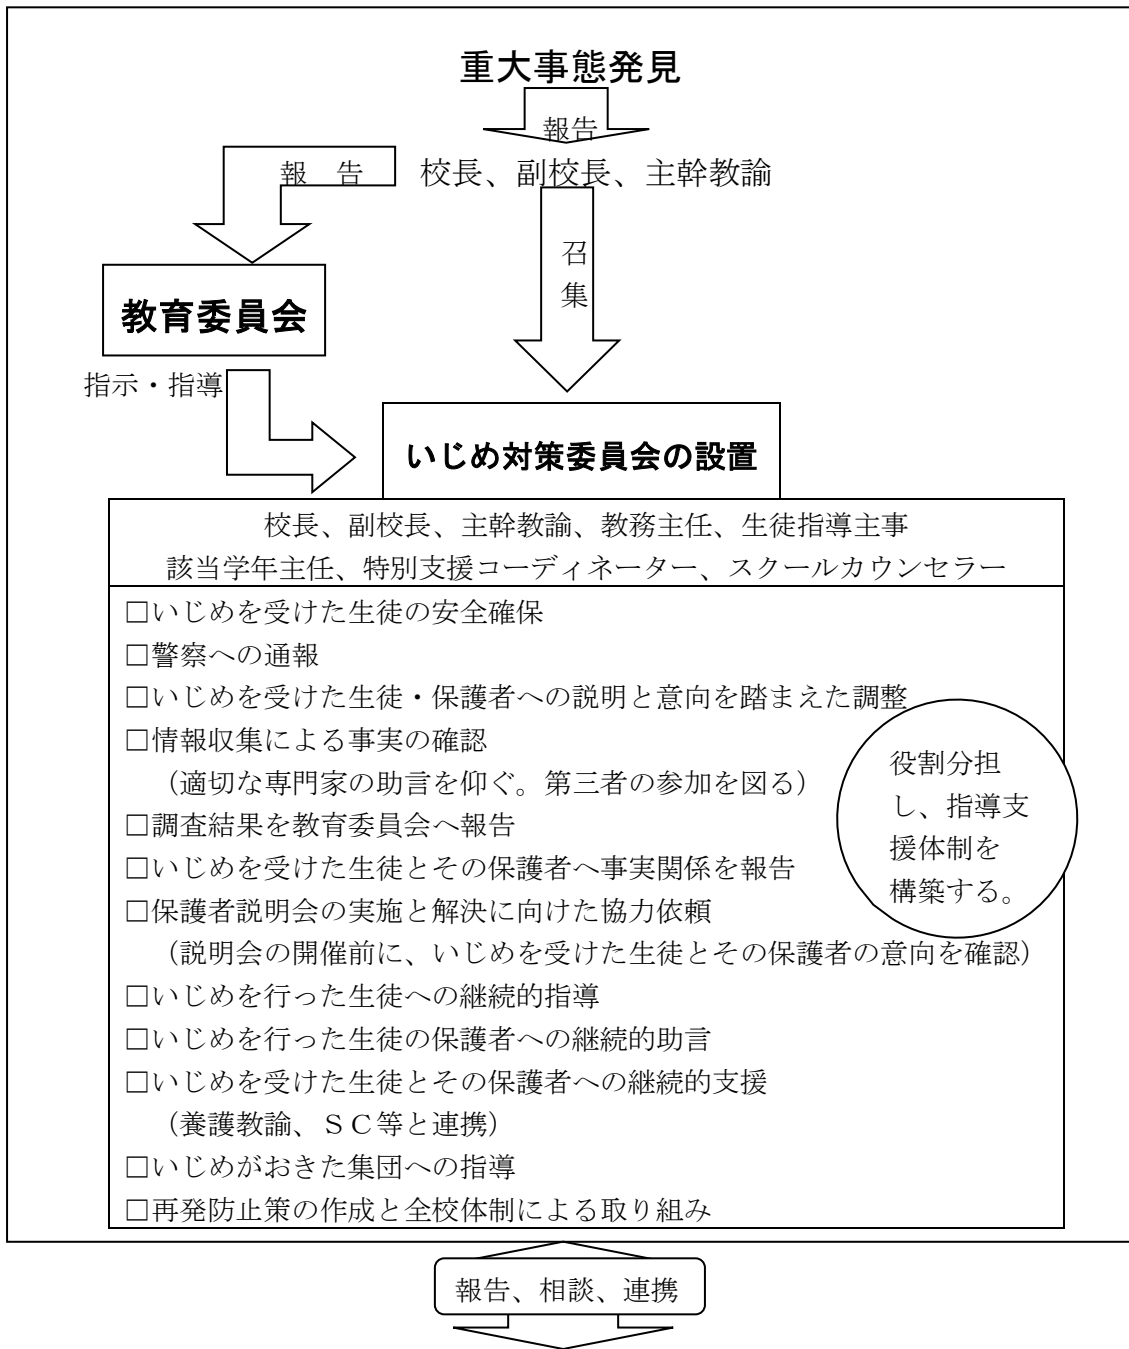 重大事態発見
報告
報　告
校長、副校長、主幹教諭
召
集
教育委員会
指示・指導
いじめ対策委員会の設置
校長、副校長、主幹教諭、教務主任、生徒指導主事
該当学年主任、特別支援コーディネーター、スクールカウンセラー
□いじめを受けた生徒の安全確保
□警察への通報
□いじめを受けた生徒・保護者への説明と意向を踏まえた調整
□情報収集による事実の確認
（適切な専門家の助言を仰ぐ。第三者の参加を図る）
□調査結果を教育委員会へ報告
□いじめを受けた生徒とその保護者へ事実関係を報告
□保護者説明会の実施と解決に向けた協力依頼
（説明会の開催前に、いじめを受けた生徒とその保護者の意向を確認）
□いじめを行った生徒への継続的指導
□いじめを行った生徒の保護者への継続的助言
□いじめを受けた生徒とその保護者への継続的支援
（養護教諭、ＳＣ等と連携）
□いじめがおきた集団への指導
□再発防止策の作成と全校体制による取り組み
役割分担
し、指導支
援体制を
構築する。
報告、相談、連携